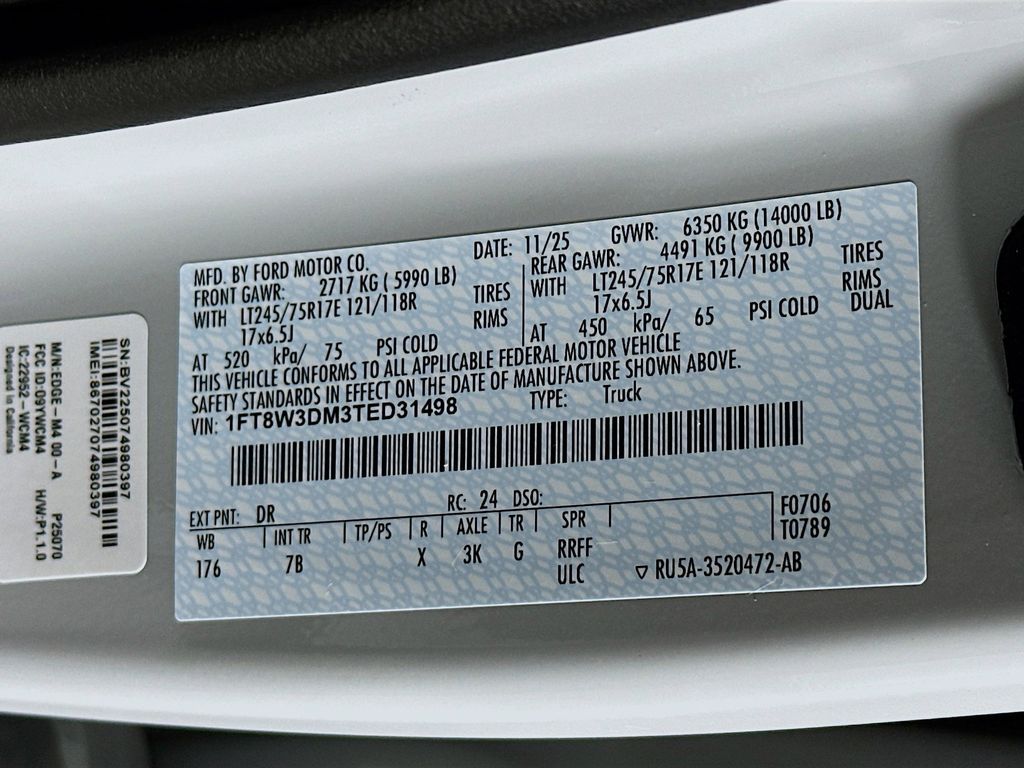 MFD. BY FORD MOTOR CO.
DATE: 11/25 GVWR: 6350 KG (14000 LB)
FRONT GAWR: 2717 KG ( 5990 LB)
WITH LT245/75R17E 121/118R TIRES
17x6.5J RIMS
AT 520 kPa/ 75 PSI COLD
REAR GAWR: 4491 KG ( 9900 LB)
WITH LT245/75R17E 121/118R TIRES
17x6.5J RIMS
AT 450 kPa/ 65 PSI COLD DUAL
THIS VEHICLE CONFORMS TO ALL APPLICABLE FEDERAL MOTOR VEHICLE
SAFETY STANDARDS IN EFFECT ON THE DATE OF MANUFACTURE SHOWN ABOVE.
VIN: 1FT8W3DM3TED31498 TYPE: Truck
EXT PNT: DR RC: 24 DSO:
WB INT TR TP/PS R AXLE TR SPR
176 7B X 3K G RRFF
ULC
F0706
T0789
RU5A-3520472-AB
SN:BV225074980397
IMEI:867027074980397
M/N:EDGE-M4 00-A P25070
FCC ID:O9YWCM4 H/W:P1.1.0
IC:22952-WCM4
Designed in California